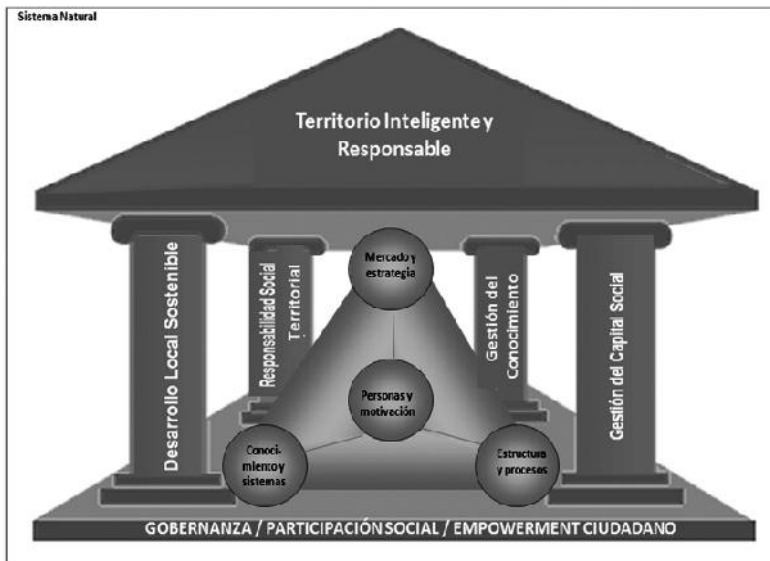 Sistema Natural
Territorio Inteligente y
Responsable
Desarrollo Local Sostenible
Responsabilidad Social
Territorial
Mercado y
estrategia
Gestión del
Conocimiento
Gestión del Capital Social
Personas y
motivación
Conoci-
miento y
sistemas
Estructura
y procesos
GOBERNANZA / PARTICIPACIÓN SOCIAL / EMPOWERMENT CIUDADANO